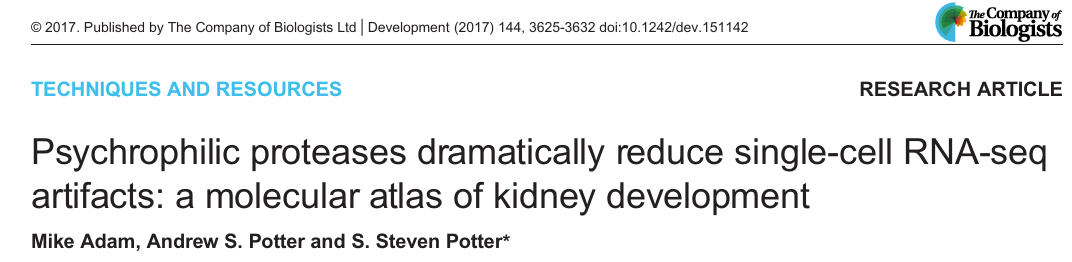 © 2017. Published by The Company of Biologists Ltd | Development (2017) 144, 3625-3632 doi:10.1242/dev.151142
The Company of
Biologists
TECHNIQUES AND RESOURCES
RESEARCH ARTICLE
Psychrophilic proteases dramatically reduce single-cell RNA-seq
artifacts: a molecular atlas of kidney development
Mike Adam, Andrew S. Potter and S. Steven Potter*